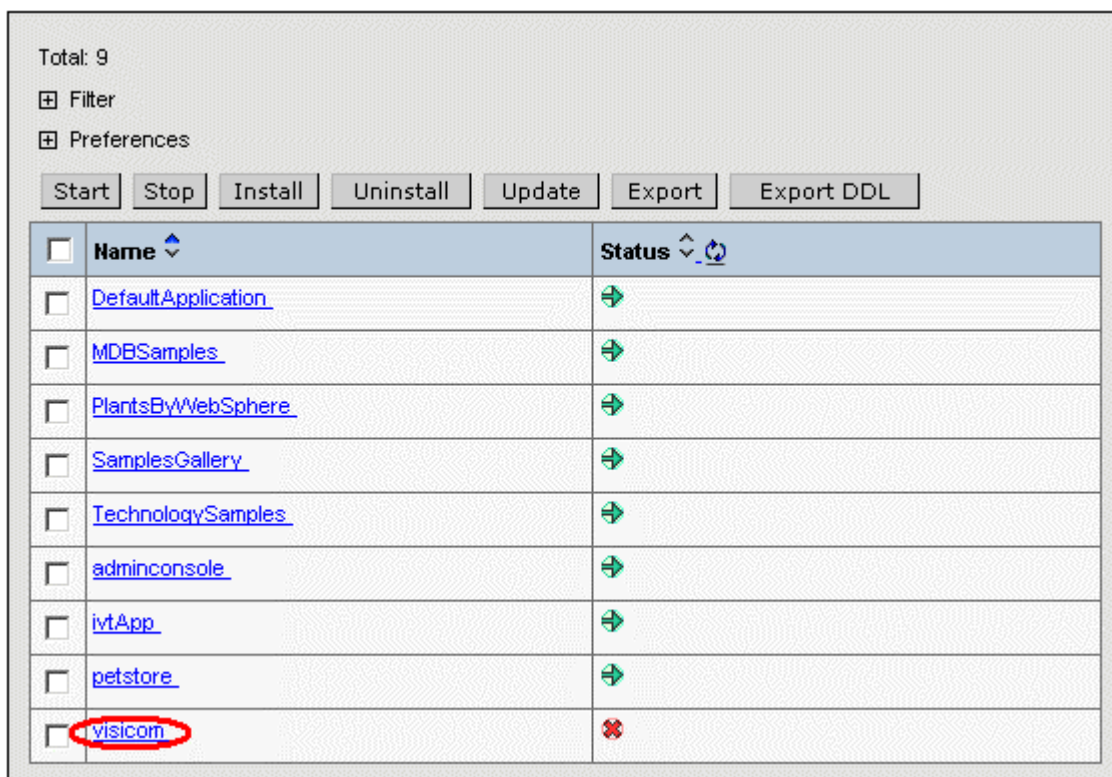 Total: 9
Filter
Preferences
Start Stop Install Uninstall Update Export Export DDL
Name Status
DefaultApplication
MDBSamples
PlantsByWebSphere
SamplesGallery
TechnologySamples
adminconsole
ivtApp
petstore
visicom